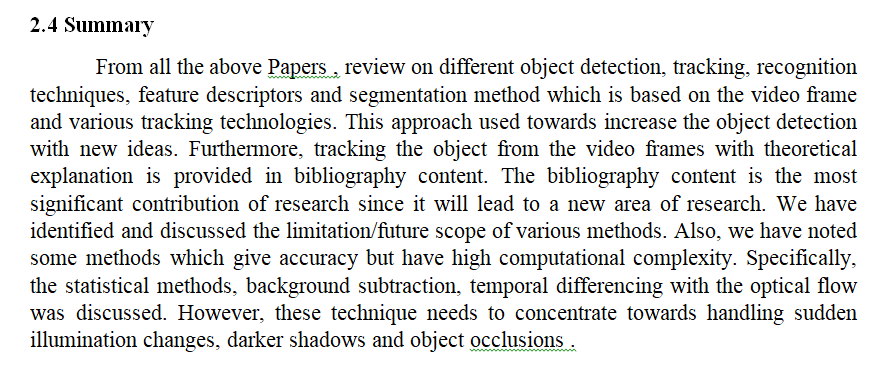 2.4 Summary
From all the above Papers , review on different object detection, tracking, recognition
techniques, feature descriptors and segmentation method which is based on the video frame
and various tracking technologies. This approach used towards increase the object detection
with new ideas. Furthermore, tracking the object from the video frames with theoretical
explanation is provided in bibliography content. The bibliography content is the most
significant contribution of research since it will lead to a new area of research. We have
identified and discussed the limitation/future scope of various methods. Also, we have noted
some methods which give accuracy but have high computational complexity. Specifically,
the statistical methods, background subtraction, temporal differencing with the optical flow
was discussed. However, these technique needs to concentrate towards handling sudden
illumination changes, darker shadows and object occlusions .